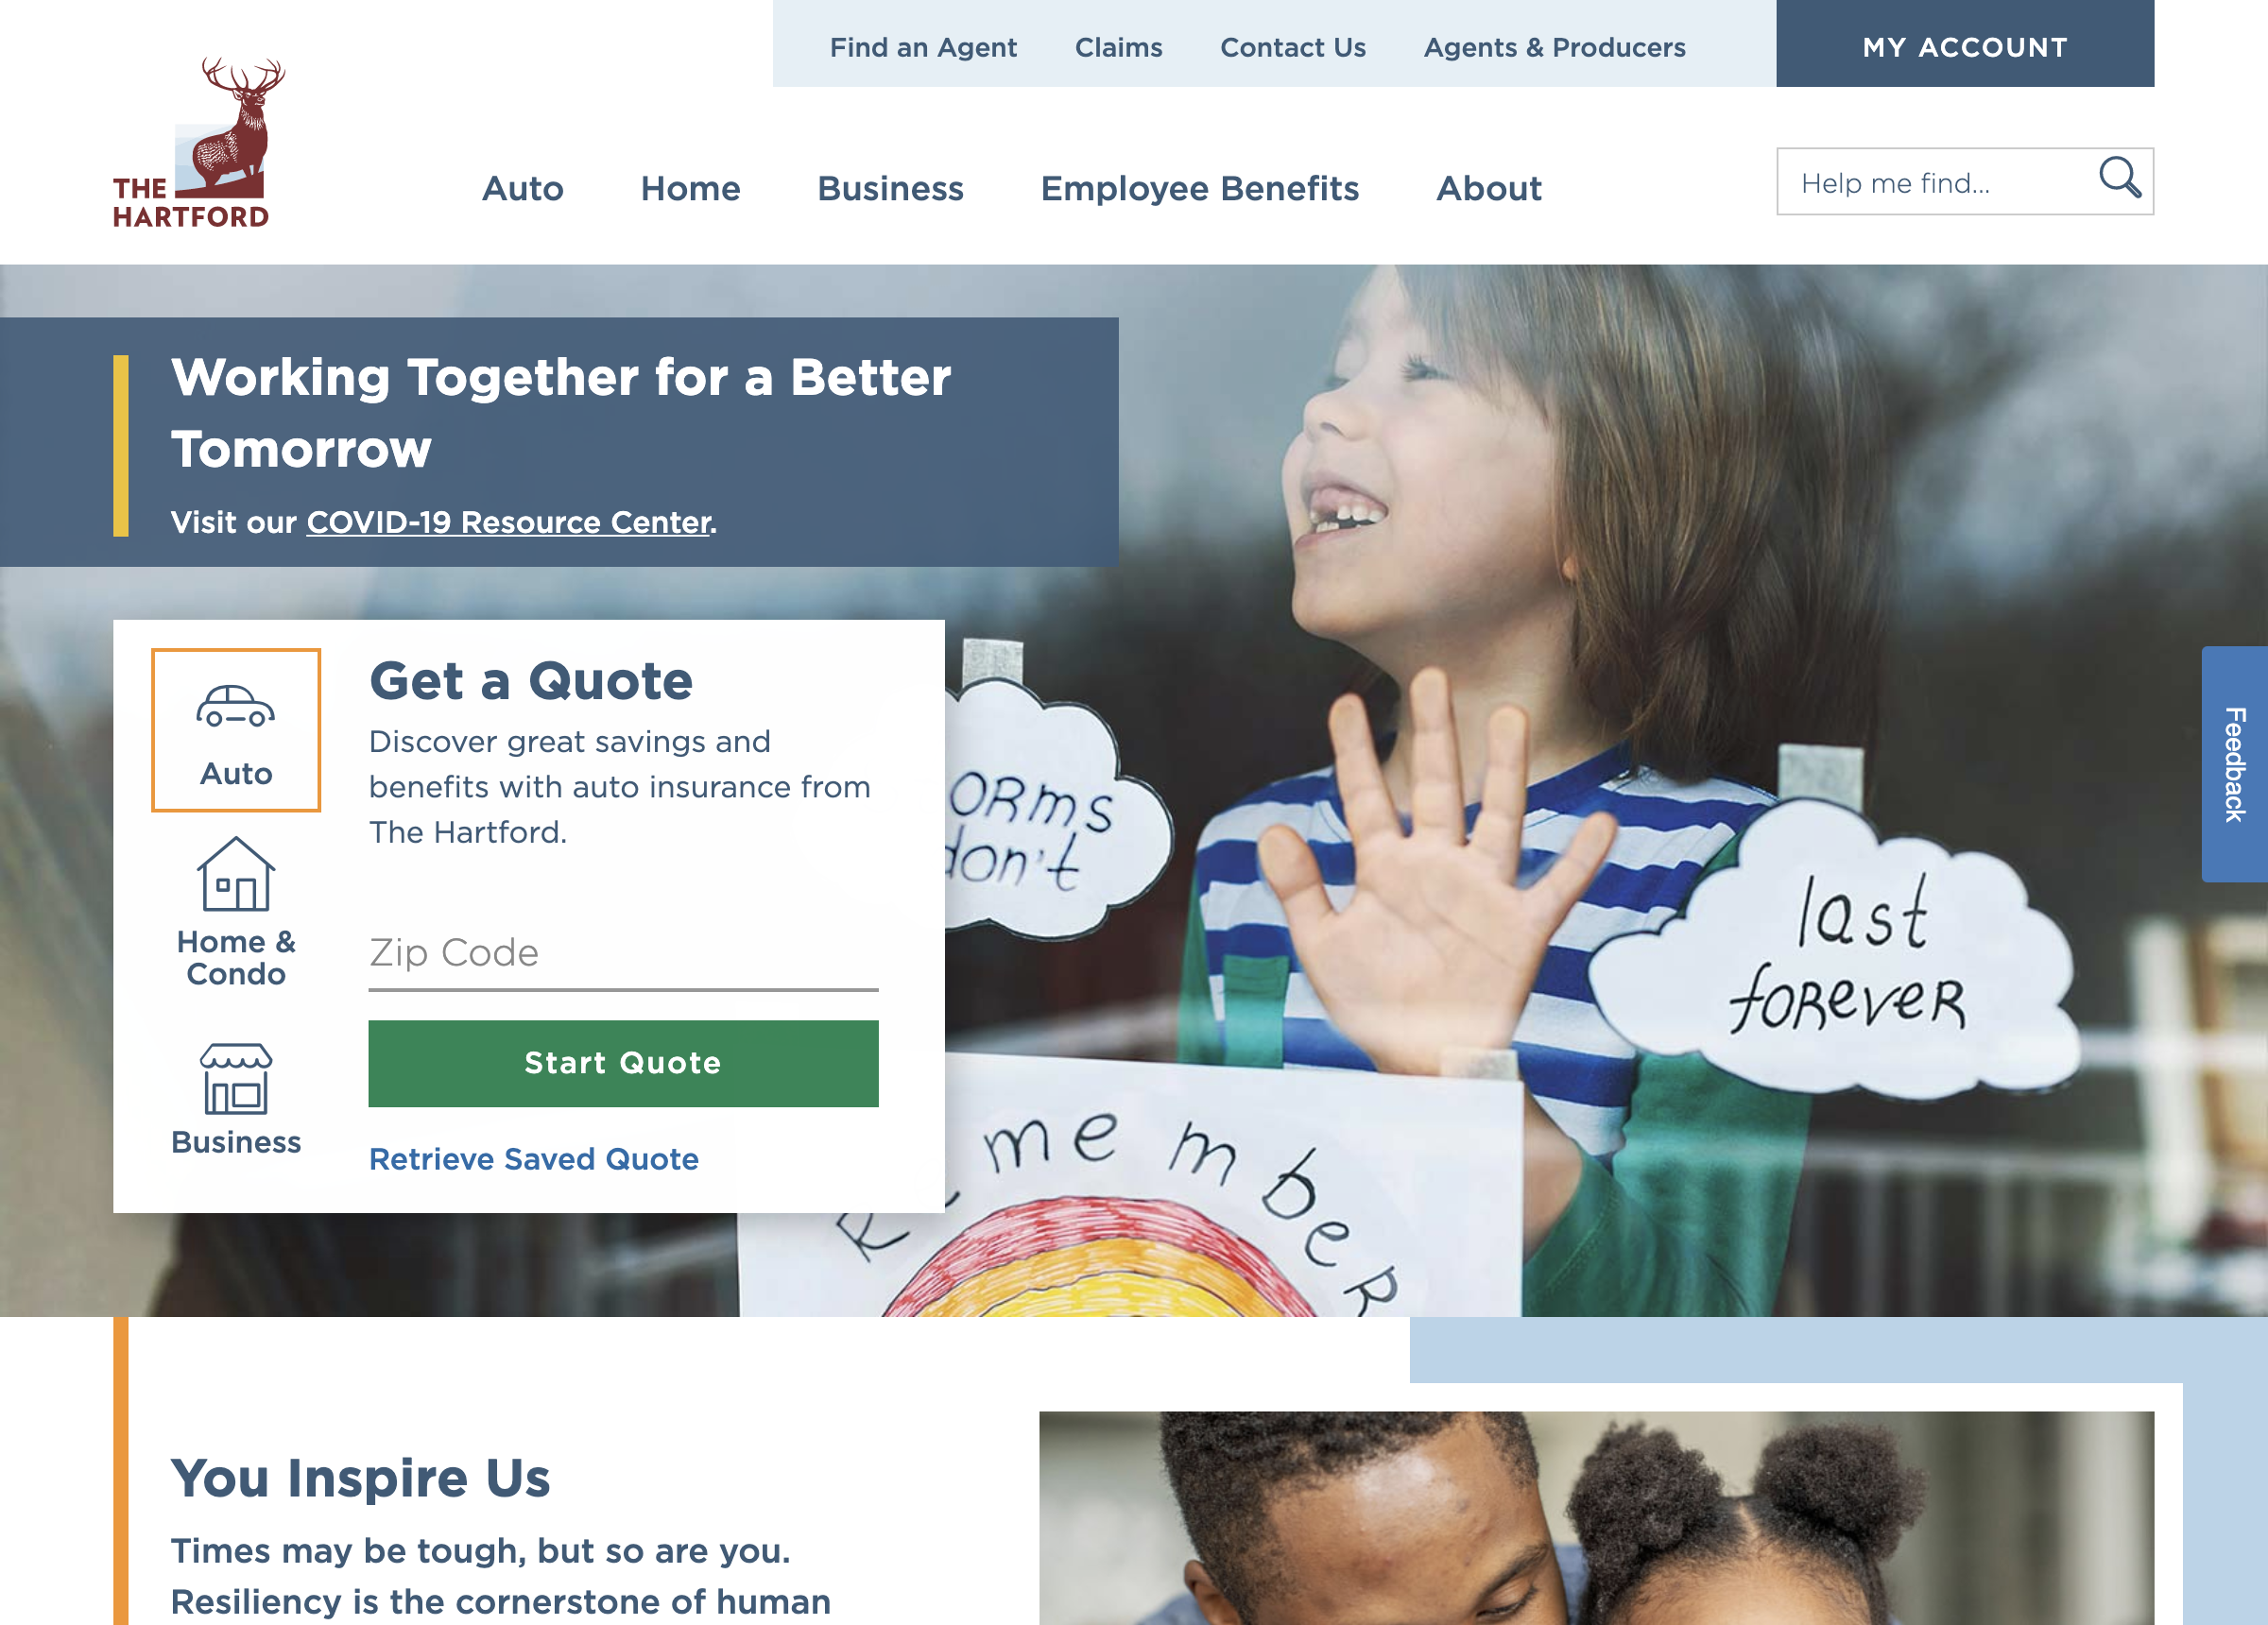 Find an Agent Claims Contact Us Agents & Producers MY ACCOUNT
THE
HARTFORD
Auto Home Business Employee Benefits About
Help me find...
Working Together for a Better
Tomorrow
Visit our COVID-19 Resource Center.
Auto
Home &
Condo
Business
Get a Quote
Discover great savings and
benefits with auto insurance from
The Hartford.
Zip Code
Start Quote
Retrieve Saved Quote
don't
last
forever
Feedback
You Inspire Us
Times may be tough, but so are you.
Resiliency is the cornerstone of human